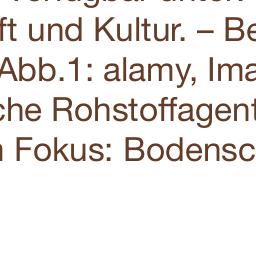 ft und Kultur. – Be
Abb.1: alamy, Ima
che Rohstoffagent
n Fokus: Bodensc